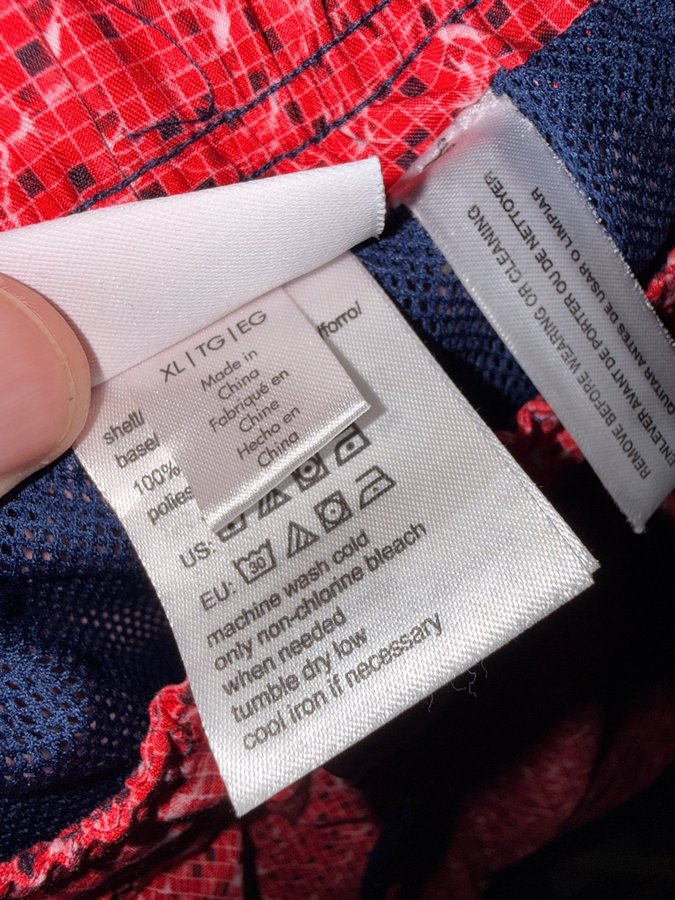 XL | TG | EG
Made in
China
Fabriqué en
Chine
Hecho en
China
shell/
base/
100%
polies
/forro/
US:
EU: 30
machine wash cold
only non-chlorine bleach
when needed
tumble dry low
cool iron if necessary
REMOVE BEFORE WEARING OR CLEANING
ENLEVER AVANT DE PORTER OU DE NETTOYER
QUITAR ANTES DE USAR O LIMPIAR